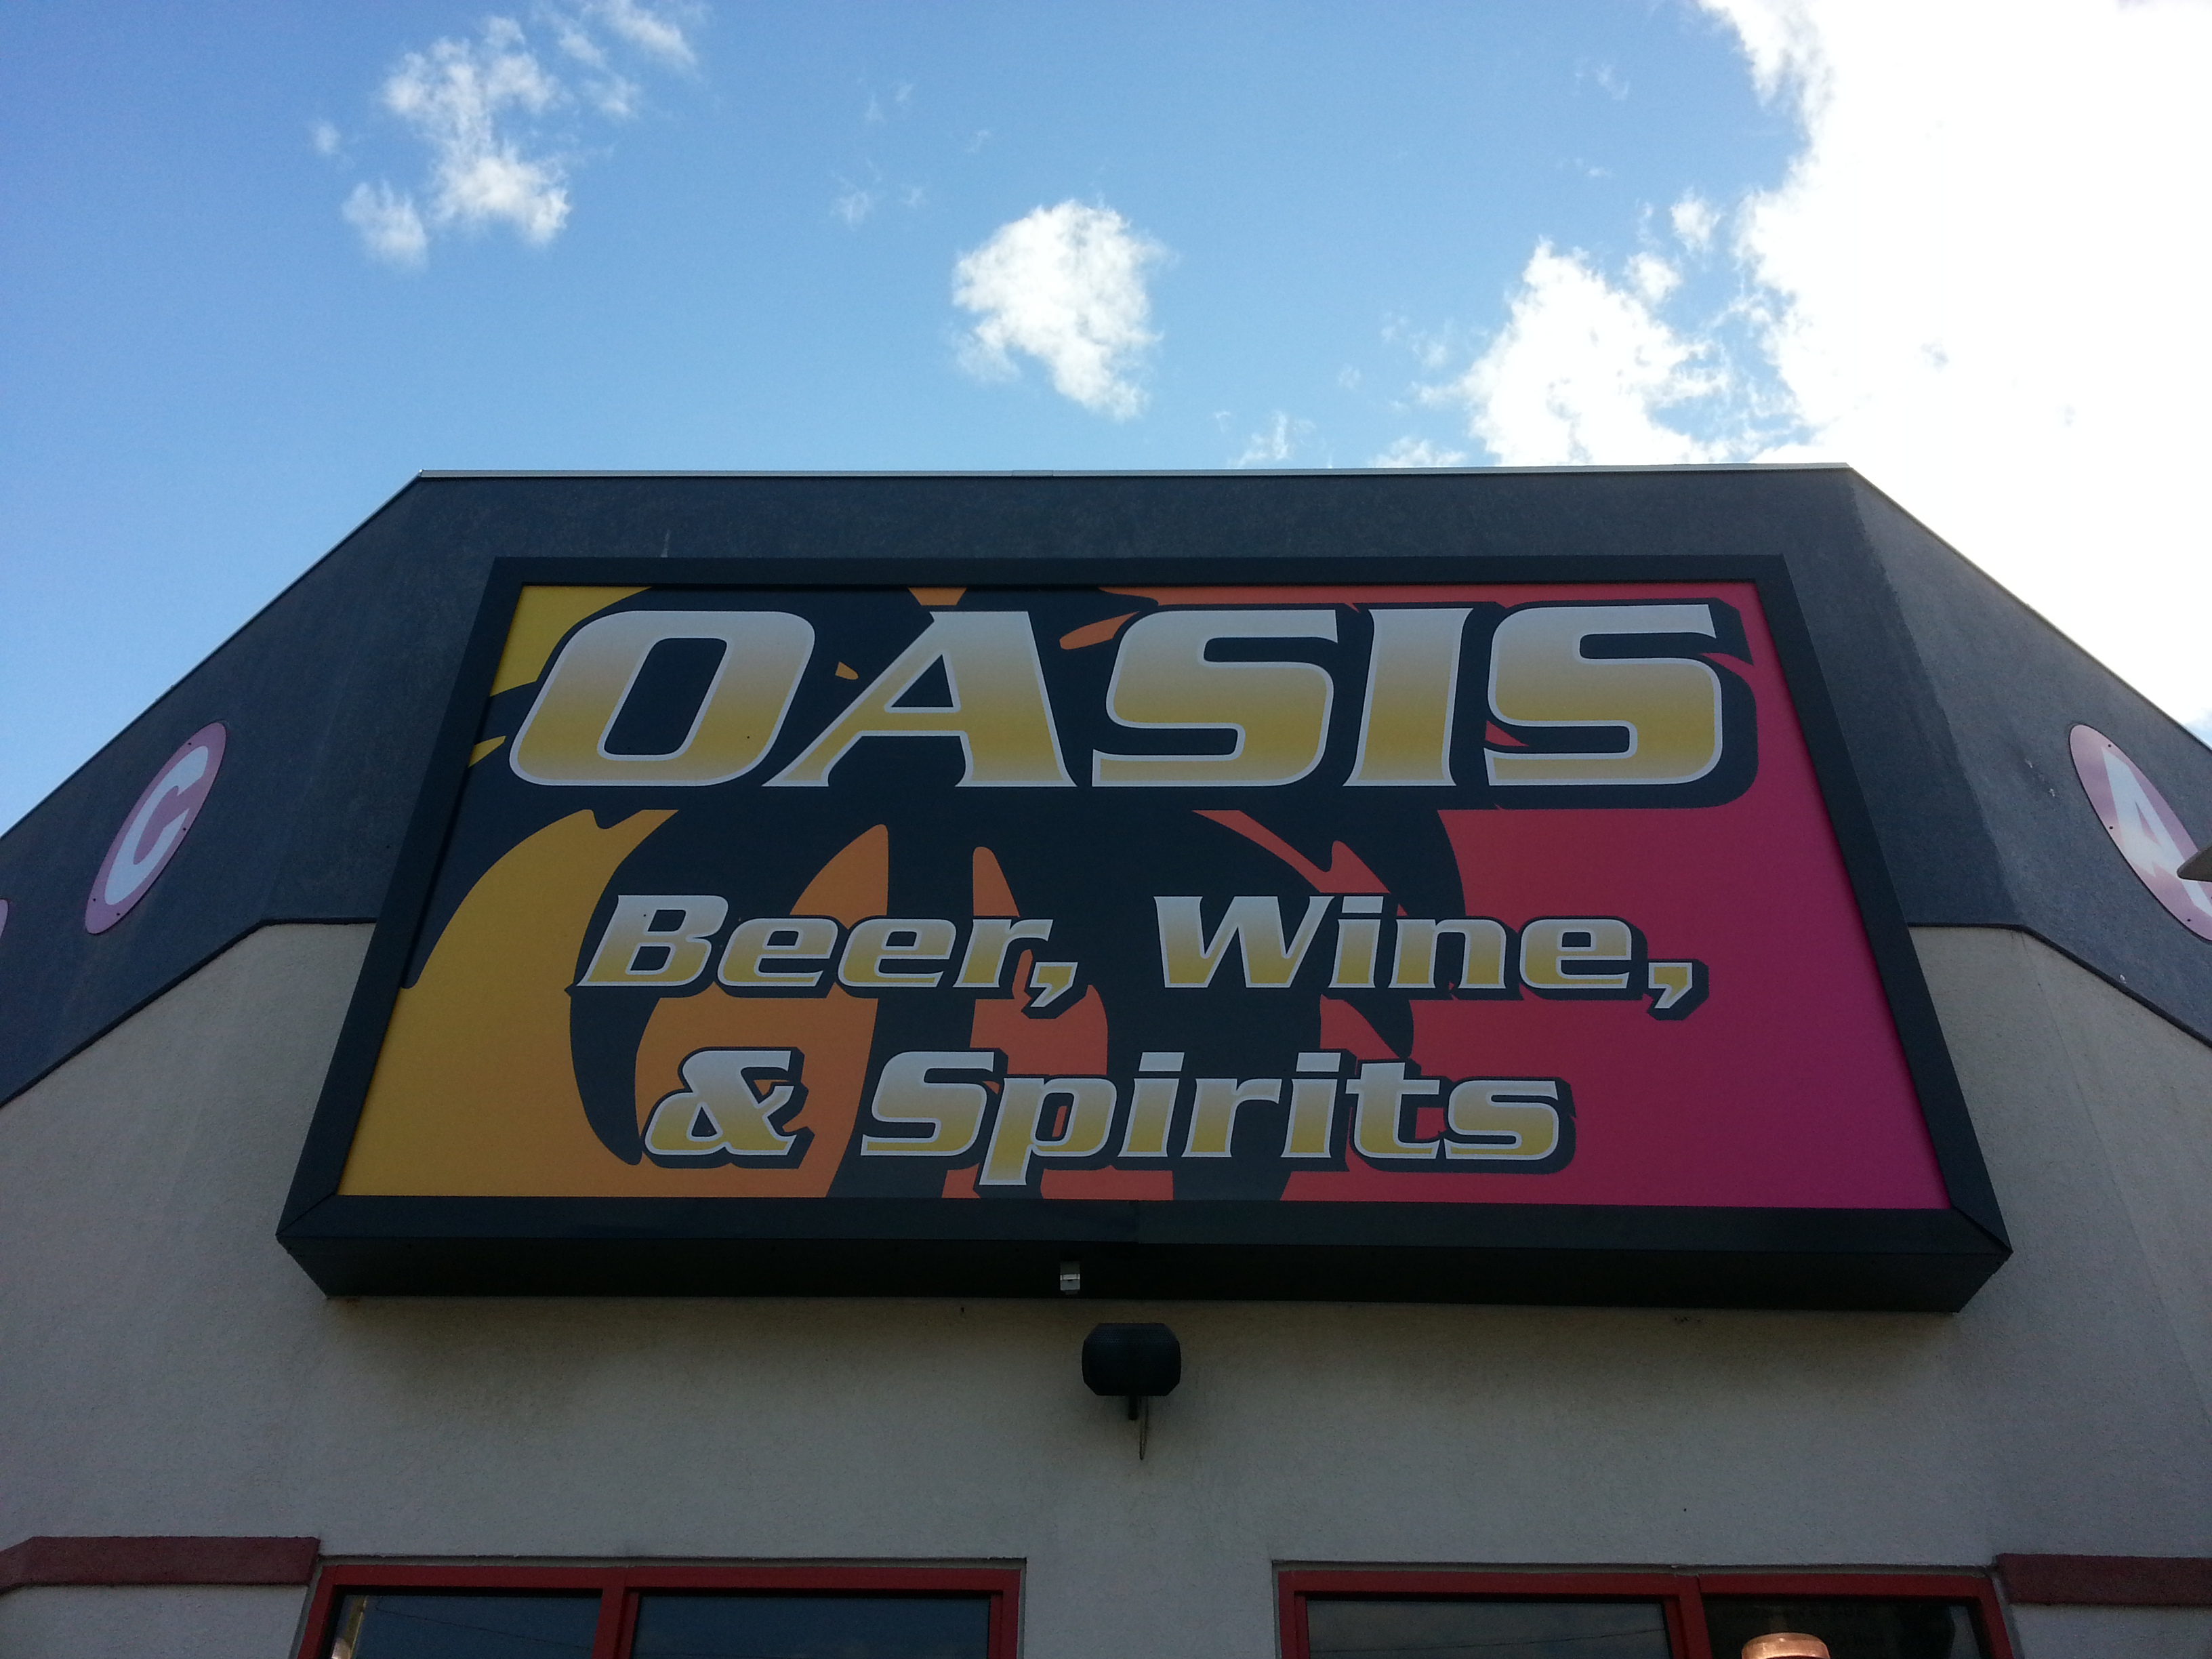 OASIS
Beer, Wine,
& Spirits
C
A